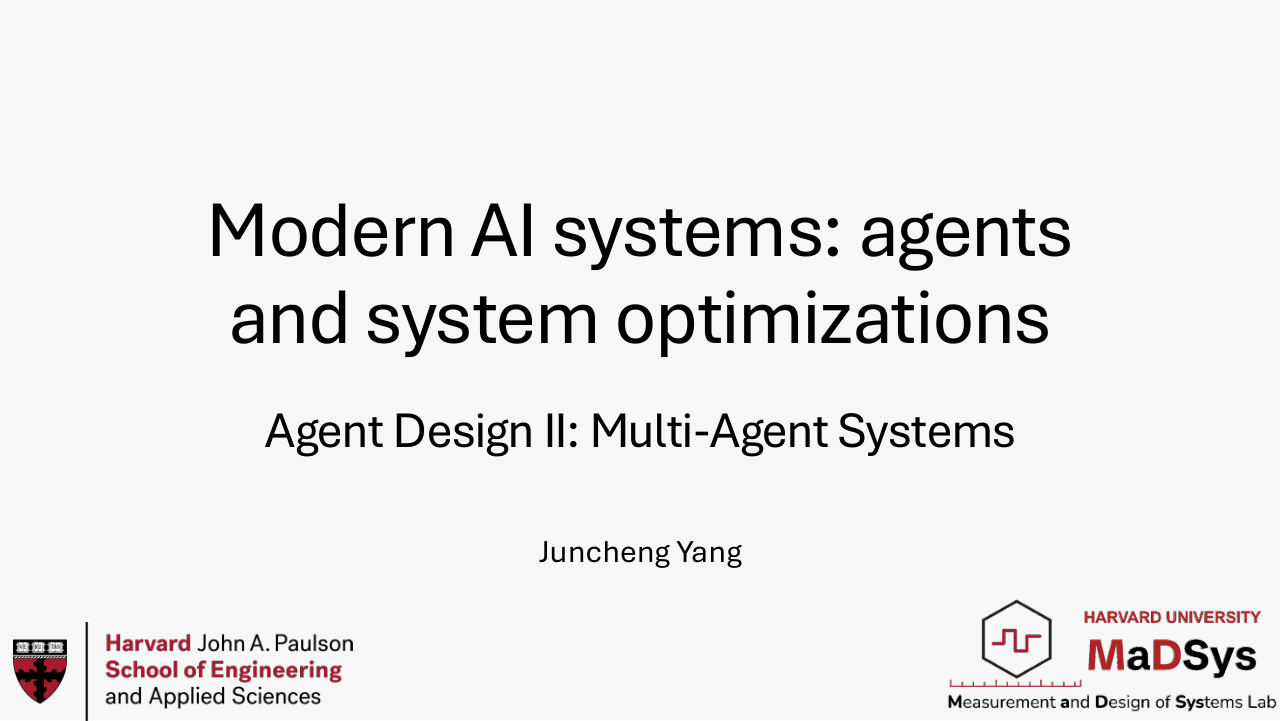 Modern AI systems: agents
and system optimizations
Agent Design II: Multi-Agent Systems
Juncheng Yang
Harvard John A. Paulson
School of Engineering
and Applied Sciences
HARVARD UNIVERSITY
MaDSys
Measurement and Design of Systems Lab